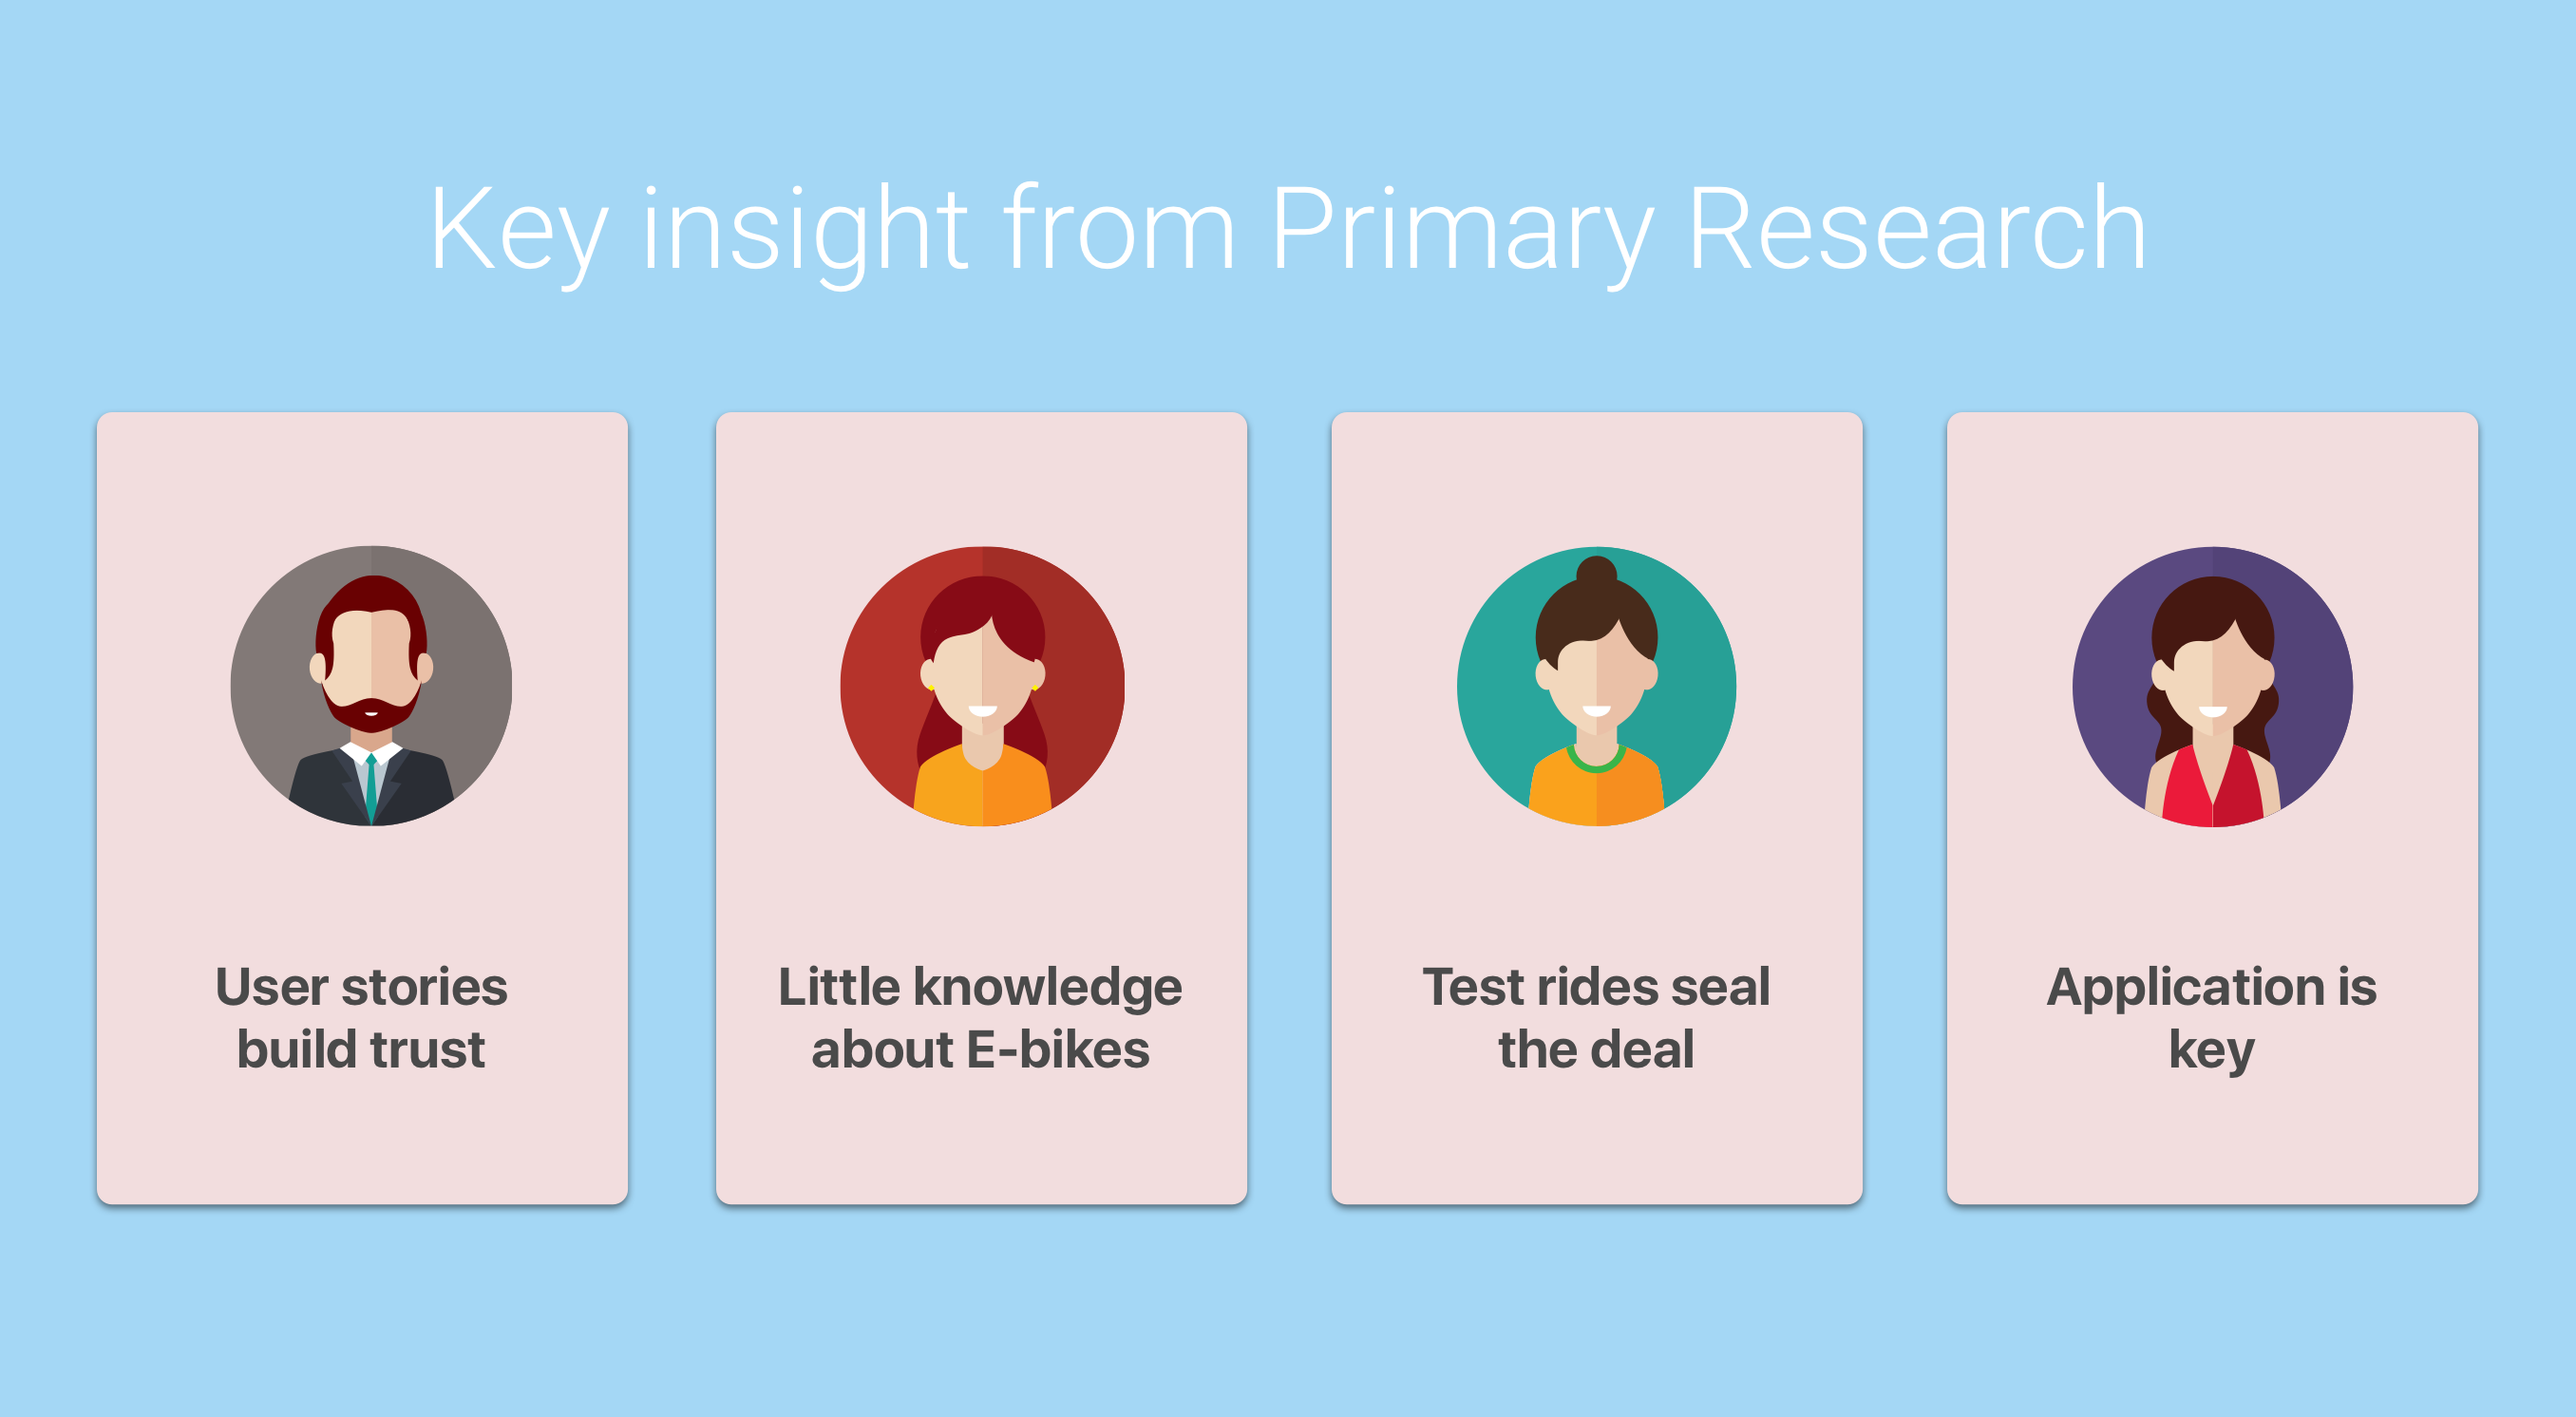 Key insight from Primary Research
User stories
build trust
Little knowledge
about E-bikes
Test rides seal
the deal
Application is
key